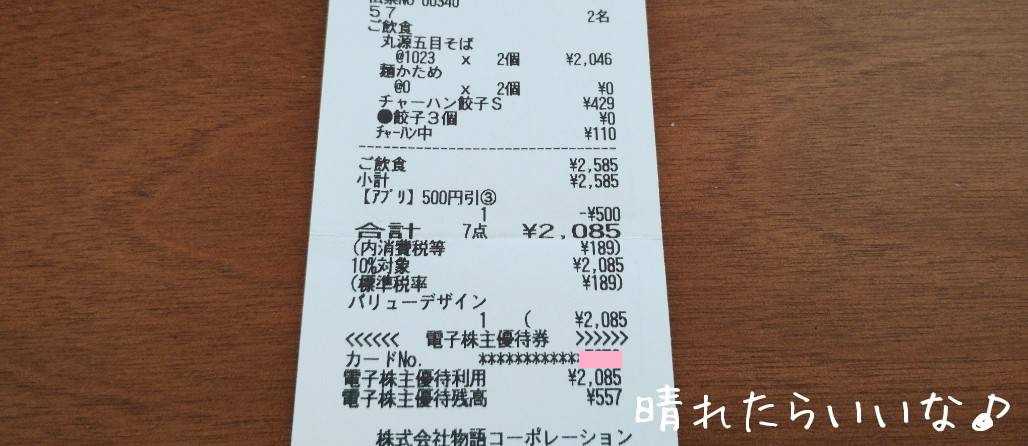 伝票No 00340
57 2名
ご飲食
丸源五目そば
@1023 x 2個 ¥2,046
麺かため
@0 x 2個 ¥0
チャーハン餃子S ¥429
●餃子3個 ¥0
ﾁｬｰﾊﾝ中 ¥110
ご飲食 ¥2,585
小計 ¥2,585
【ｱﾌﾟﾘ】500円引③
1 -¥500
合計 7点 ¥2,085
(内消費税等 ¥189)
10%対象 ¥2,085
(標準税率 ¥189)
バリューデザイン
1 ( ¥2,085
<<<<<< 電子株主優待券 >>>>>>
カードNo. ************
電子株主優待利用 ¥2,085
電子株主優待残高 ¥557
株式会社物語コーポレーション
晴れたらいいな♪